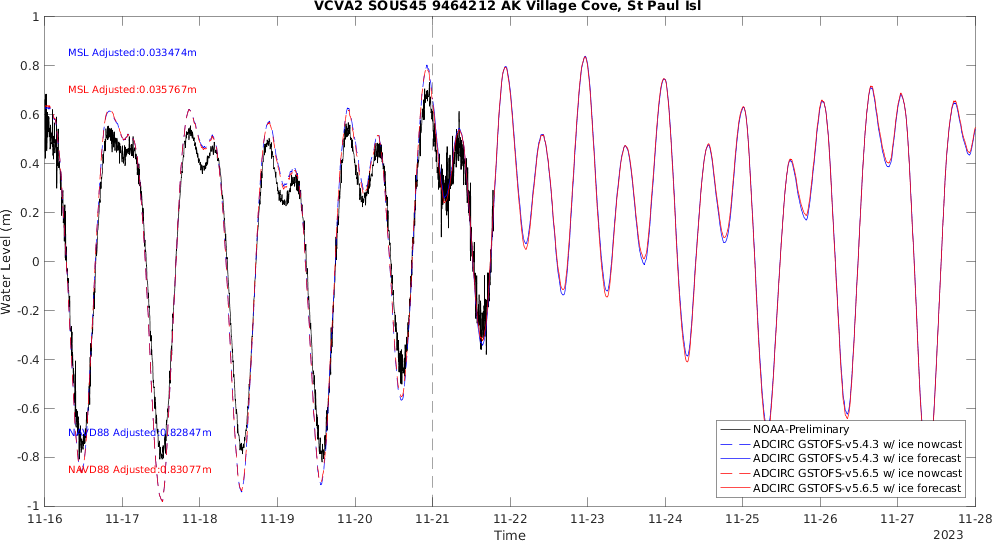 VCVA2 SOUS45 9464212 AK Village Cove, St Paul Isl
MSL Adjusted:0.033474m
MSL Adjusted:0.035767m
NAVD88 Adjusted:0.82847m
NAVD88 Adjusted:0.83077m
Water Level (m)
1
0.8
0.6
0.4
0.2
0
-0.2
-0.4
-0.6
-0.8
-1
NOAA-Preliminary
ADCIRC GSTOFS-v5.4.3 w/ ice nowcast
ADCIRC GSTOFS-v5.4.3 w/ ice forecast
ADCIRC GSTOFS-v5.6.5 w/ ice nowcast
ADCIRC GSTOFS-v5.6.5 w/ ice forecast
11-16 11-17 11-18 11-19 11-20 11-21 11-22 11-23 11-24 11-25 11-26 11-27 11-28
Time
2023